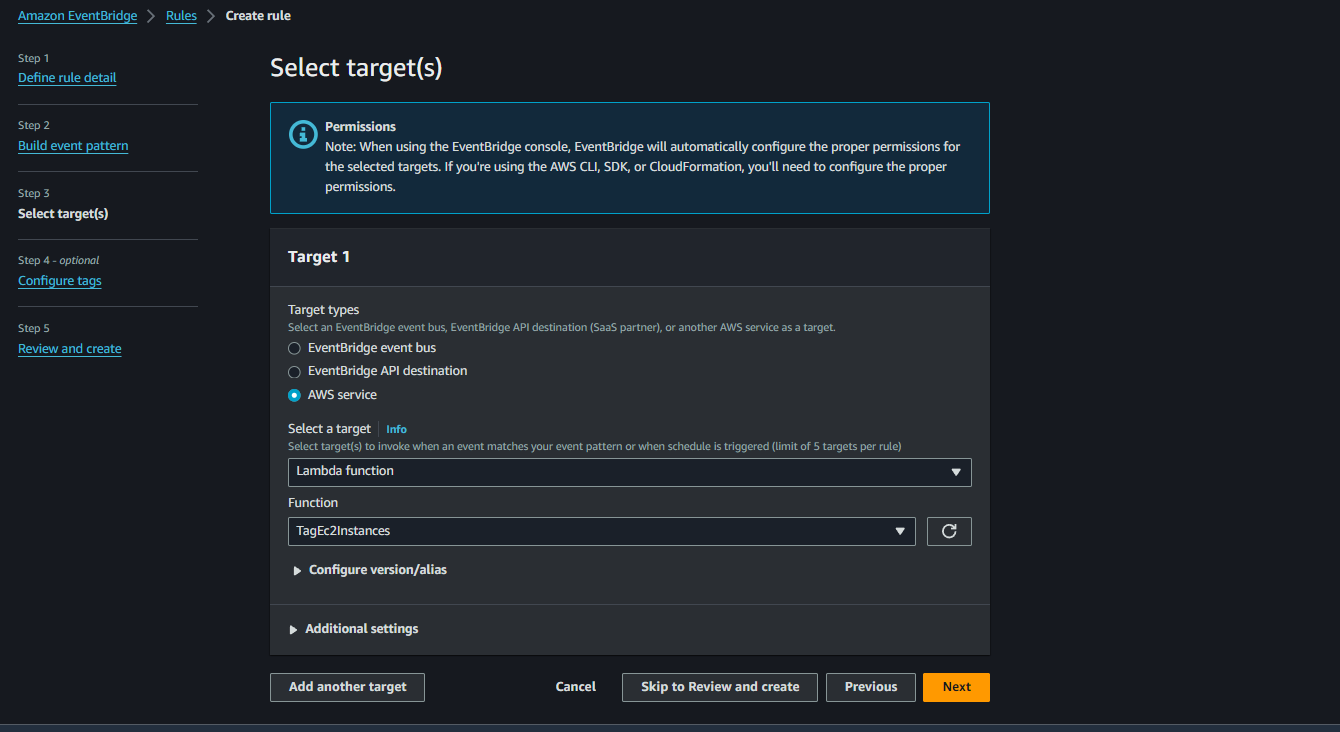 Amazon EventBridge > Rules > Create rule
Step 1
Define rule detail
Step 2
Build event pattern
Step 3
Select target(s)
Step 4 - optional
Configure tags
Step 5
Review and create
Select target(s)
Permissions
Note: When using the EventBridge console, EventBridge will automatically configure the proper permissions for
the selected targets. If you're using the AWS CLI, SDK, or CloudFormation, you'll need to configure the proper
permissions.
Target 1
Target types
Select an EventBridge event bus, EventBridge API destination (SaaS partner), or another AWS service as a target.
EventBridge event bus
EventBridge API destination
AWS service
Select a target Info
Select target(s) to invoke when an event matches your event pattern or when schedule is triggered (limit of 5 targets per rule)
Lambda function
Function
TagEc2Instances
Configure version/alias
Additional settings
Add another target Cancel Skip to Review and create Previous Next